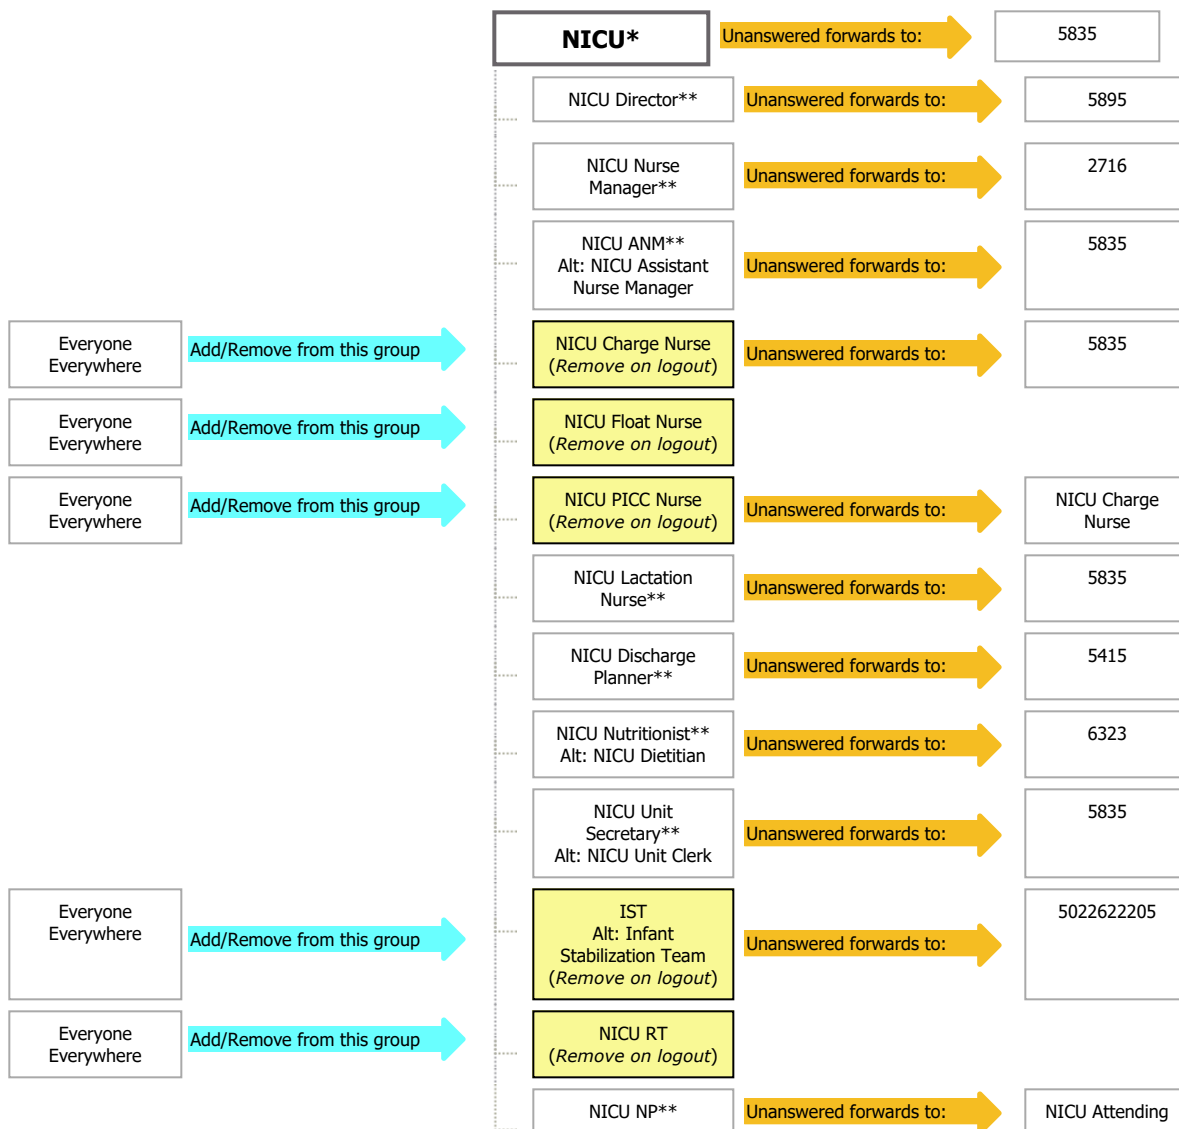 NICU*
Unanswered forwards to:
5835
NICU Director**
Unanswered forwards to:
5895
NICU Nurse
Manager**
Unanswered forwards to:
2716
NICU ANM**
Alt: NICU Assistant
Nurse Manager
Unanswered forwards to:
5835
Everyone
Everywhere
Add/Remove from this group
NICU Charge Nurse
(Remove on logout)
Unanswered forwards to:
5835
Everyone
Everywhere
Add/Remove from this group
NICU Float Nurse
(Remove on logout)
Everyone
Everywhere
Add/Remove from this group
NICU PICC Nurse
(Remove on logout)
Unanswered forwards to:
NICU Charge
Nurse
NICU Lactation
Nurse**
Unanswered forwards to:
5835
NICU Discharge
Planner**
Unanswered forwards to:
5415
NICU Nutritionist**
Alt: NICU Dietitian
Unanswered forwards to:
6323
NICU Unit
Secretary**
Alt: NICU Unit Clerk
Unanswered forwards to:
5835
Everyone
Everywhere
Add/Remove from this group
IST
Alt: Infant
Stabilization Team
(Remove on logout)
Unanswered forwards to:
5022622205
Everyone
Everywhere
Add/Remove from this group
NICU RT
(Remove on logout)
NICU NP**
Unanswered forwards to:
NICU Attending